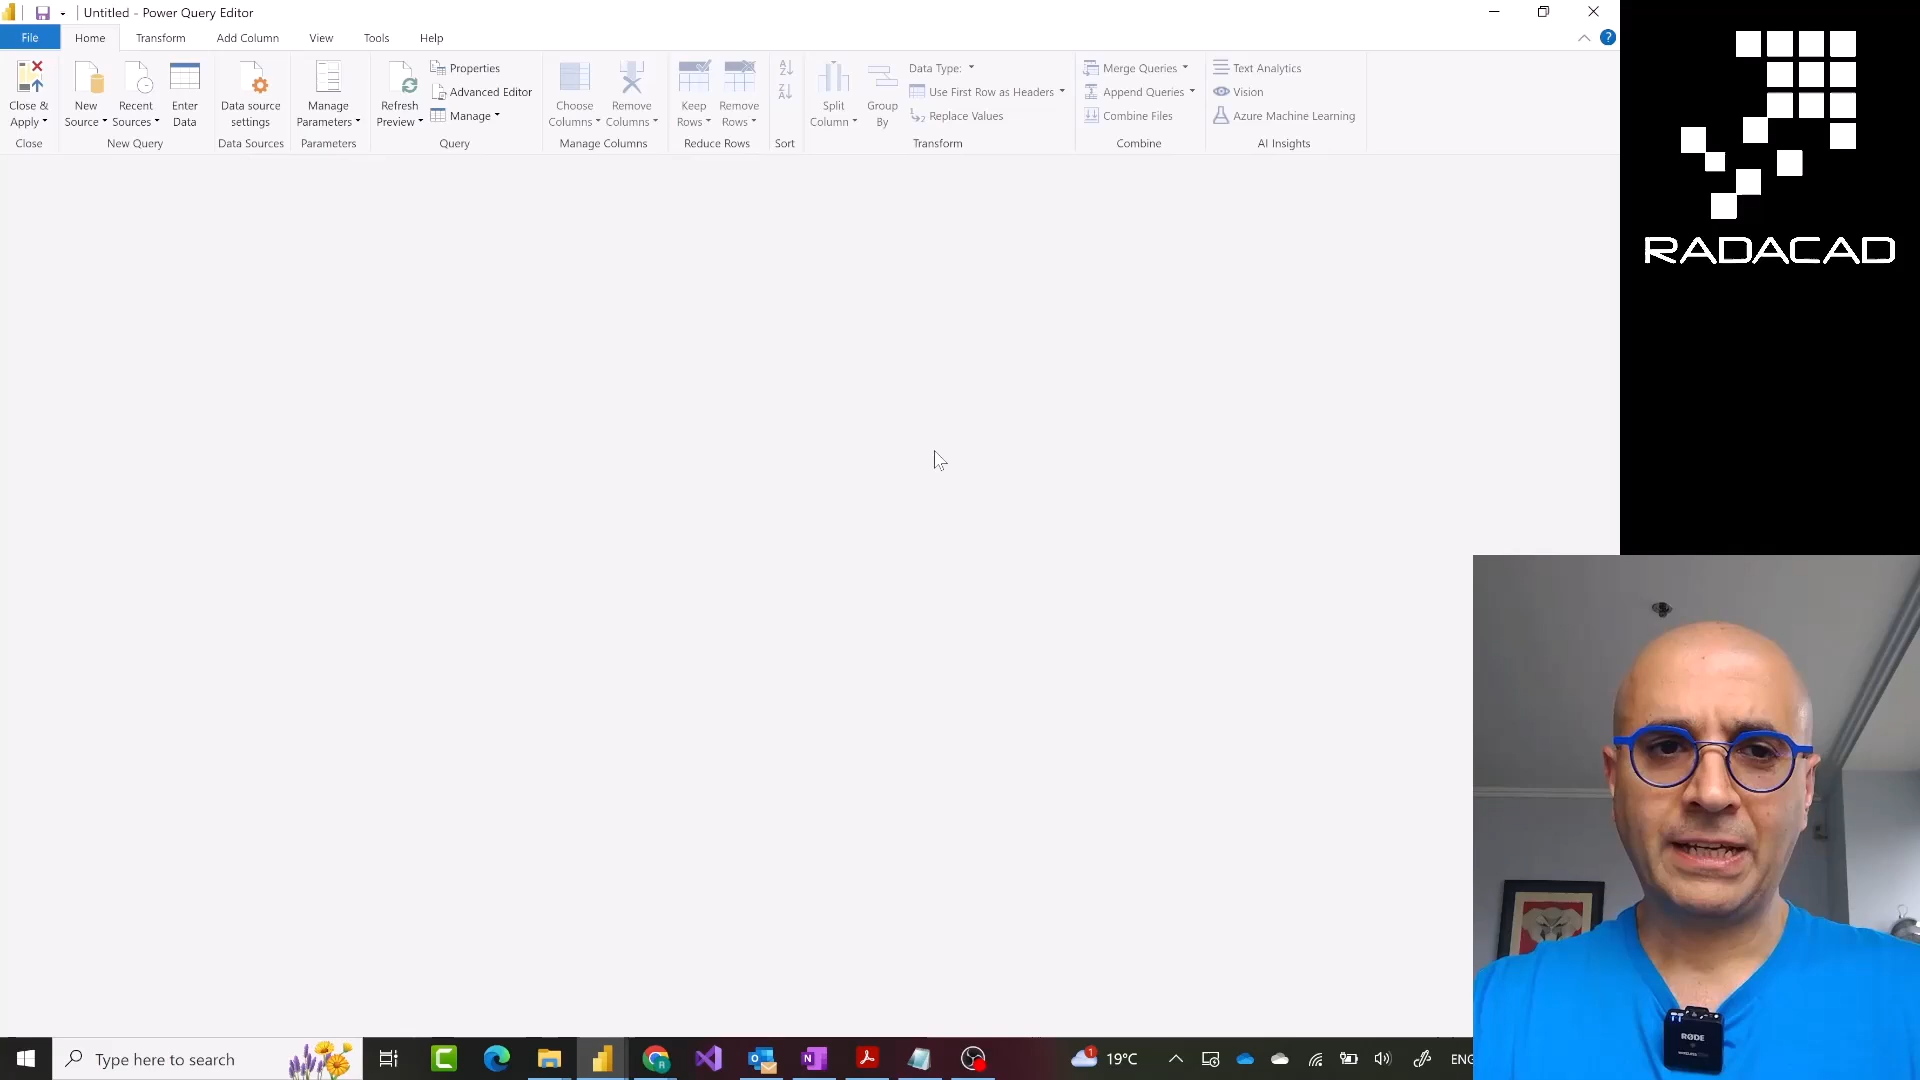 Untitled - Power Query Editor
File Home Transform Add Column View Tools Help
?
Close & Apply
Close
New Source
Recent Sources
Enter Data
New Query
Data source settings
Data Sources
Manage Parameters
Parameters
Refresh Preview
Properties
Advanced Editor
Manage
Query
Choose Columns
Remove Columns
Manage Columns
Keep Rows
Remove Rows
Reduce Rows
A Z
Z A
Sort
Split Column
Group By
Data Type:
Use First Row as Headers
Replace Values
Transform
Merge Queries
Append Queries
Combine Files
Combine
Text Analytics
Vision
Azure Machine Learning
AI Insights
RADACAD
RØDE
Type here to search
1
19°C
ENG